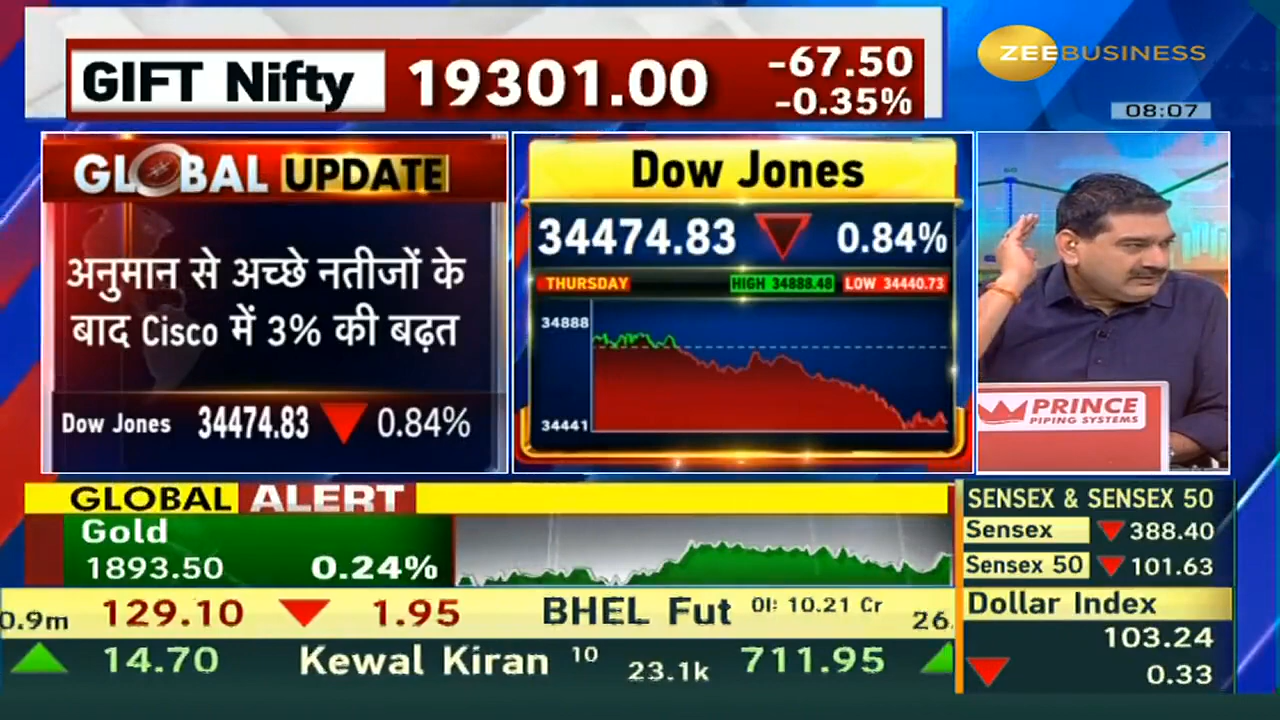 GIFT Nifty
19301.00
-67.50
-0.35%
ZEEBUSINESS
08:07
GLOBAL UPDATE
अनुमान से अच्छे नतीजों के
बाद Cisco में 3% की बढ़त
Dow Jones 34474.83 0.84%
Dow Jones
34474.83 0.84%
THURSDAY HIGH 34888.48 LOW 34440.73
34888
34441
PRINCE
PIPING SYSTEMS
GLOBAL ALERT
Gold
1893.50 0.24%
SENSEX & SENSEX 50
Sensex 388.40
Sensex 50 101.63
Dollar Index
103.24
0.33
0.9m 129.10 1.95 BHEL Fut OI: 10.21 Cr 26
14.70 Kewal Kiran 10 23.1k 711.95